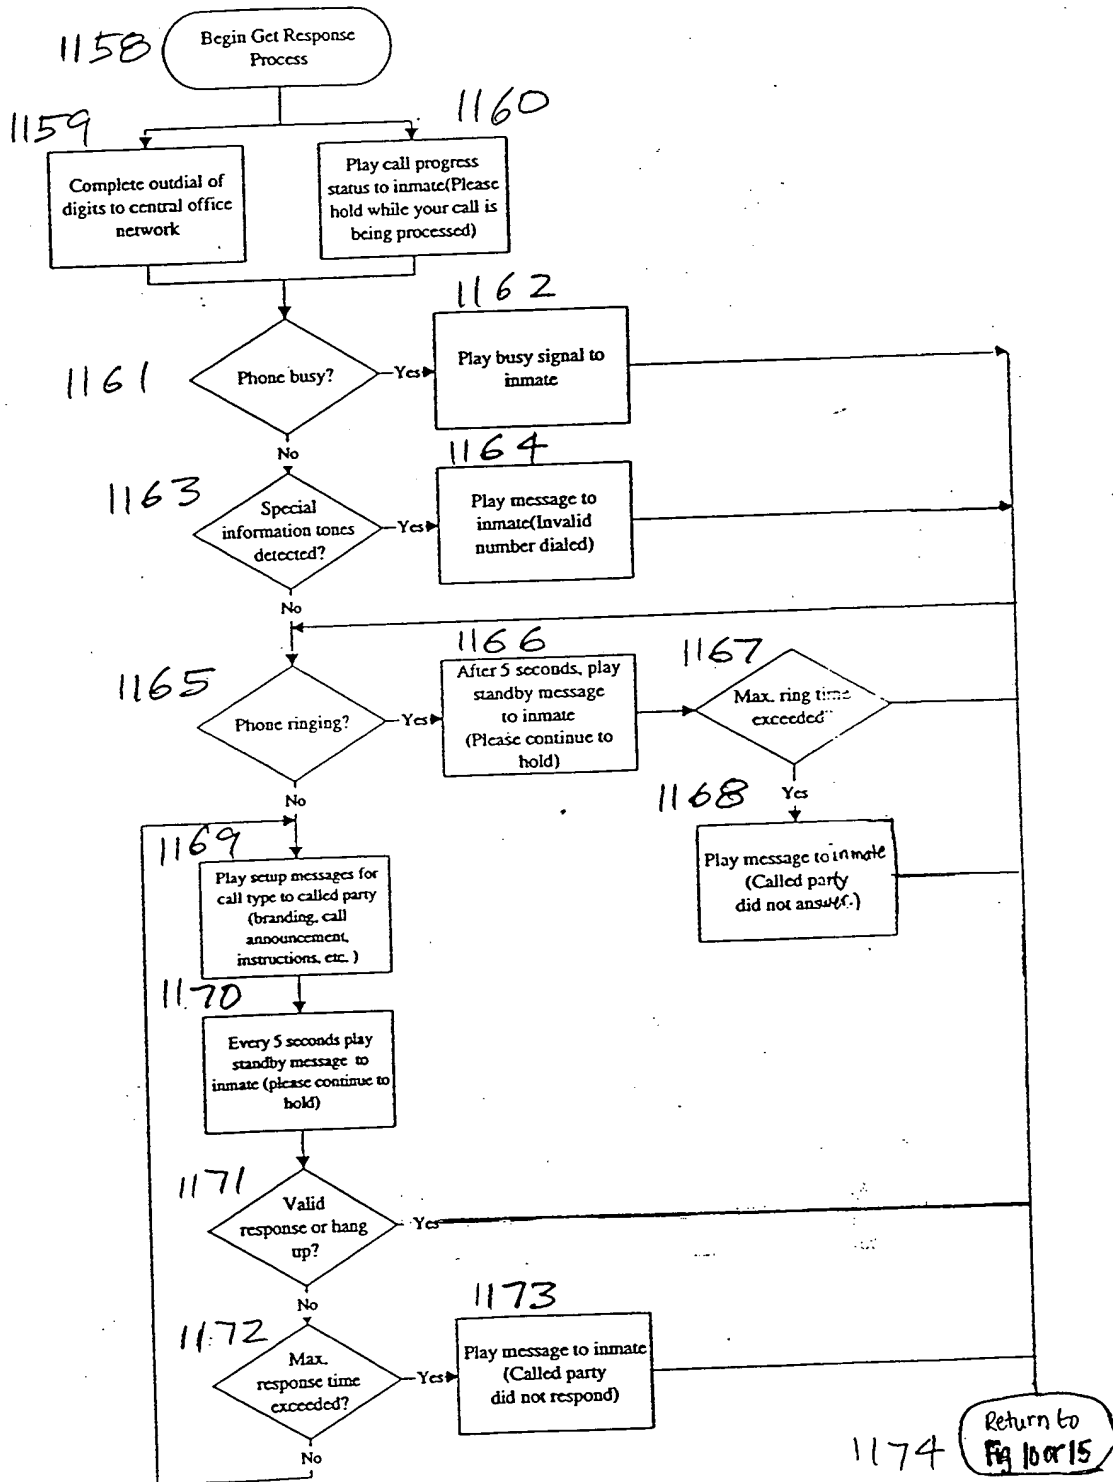 1158
Begin Get Response
Process
1159
1160
Complete outdial of
digits to central office
network
Play call progress
status to inmate(Please
hold while your call is
being processed)
1161
Phone busy?
Yes
1162
Play busy signal to
inmate
No
1163
Special
information tones
detected?
Yes
1164
Play message to
inmate(Invalid
number dialed)
No
1165
Phone ringing?
Yes
1166
After 5 seconds, play
standby message
to inmate
(Please continue to
hold)
1167
Max. ring time
exceeded
Yes
1168
Play message to inmate
(Called party
did not answer.)
No
1169
Play setup messages for
call type to called party
(branding, call
announcement,
instructions, etc. )
1170
Every 5 seconds play
standby message to
inmate (please continue to
hold)
1171
Valid
response or hang
up?
Yes
No
1172
Max.
response time
exceeded?
Yes
1173
Play message to inmate
(Called party
did not respond)
No
1174
Return to
Fig 10 or 15